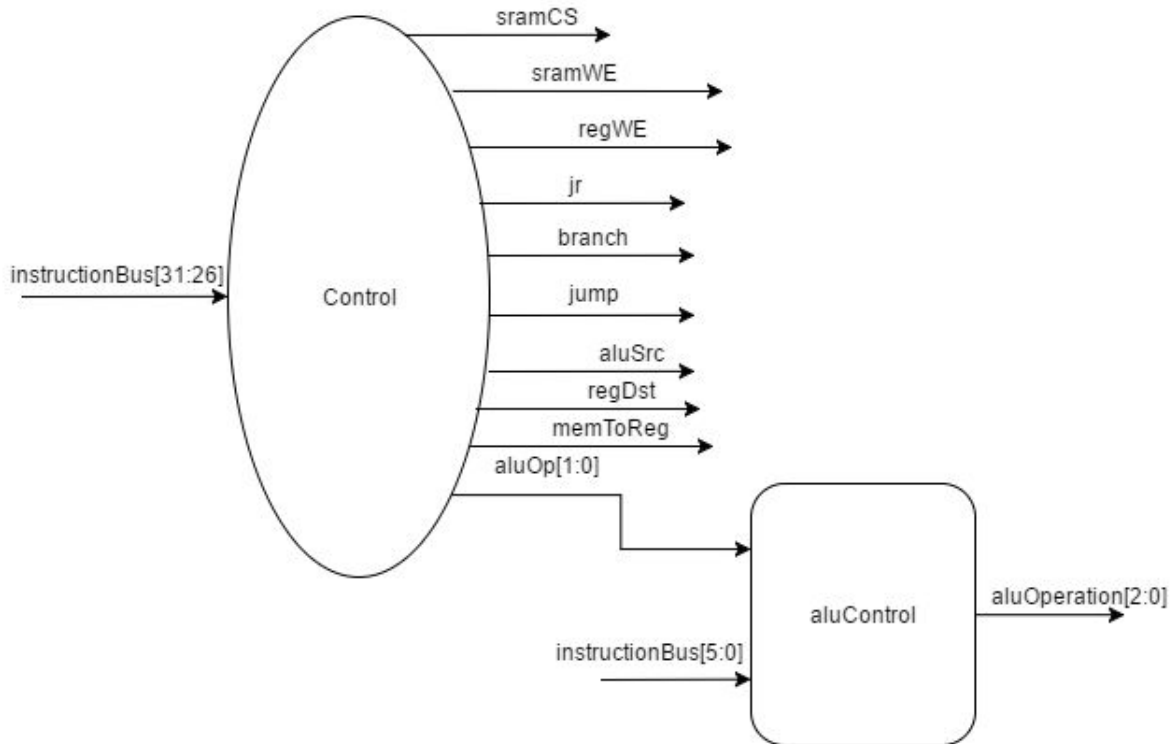 sramCS
sramWE
regWE
jr
branch
instructionBus[31:26]
Control
jump
aluSrc
regDst
memToReg
aluOp[1:0]
aluControl
aluOperation[2:0]
instructionBus[5:0]